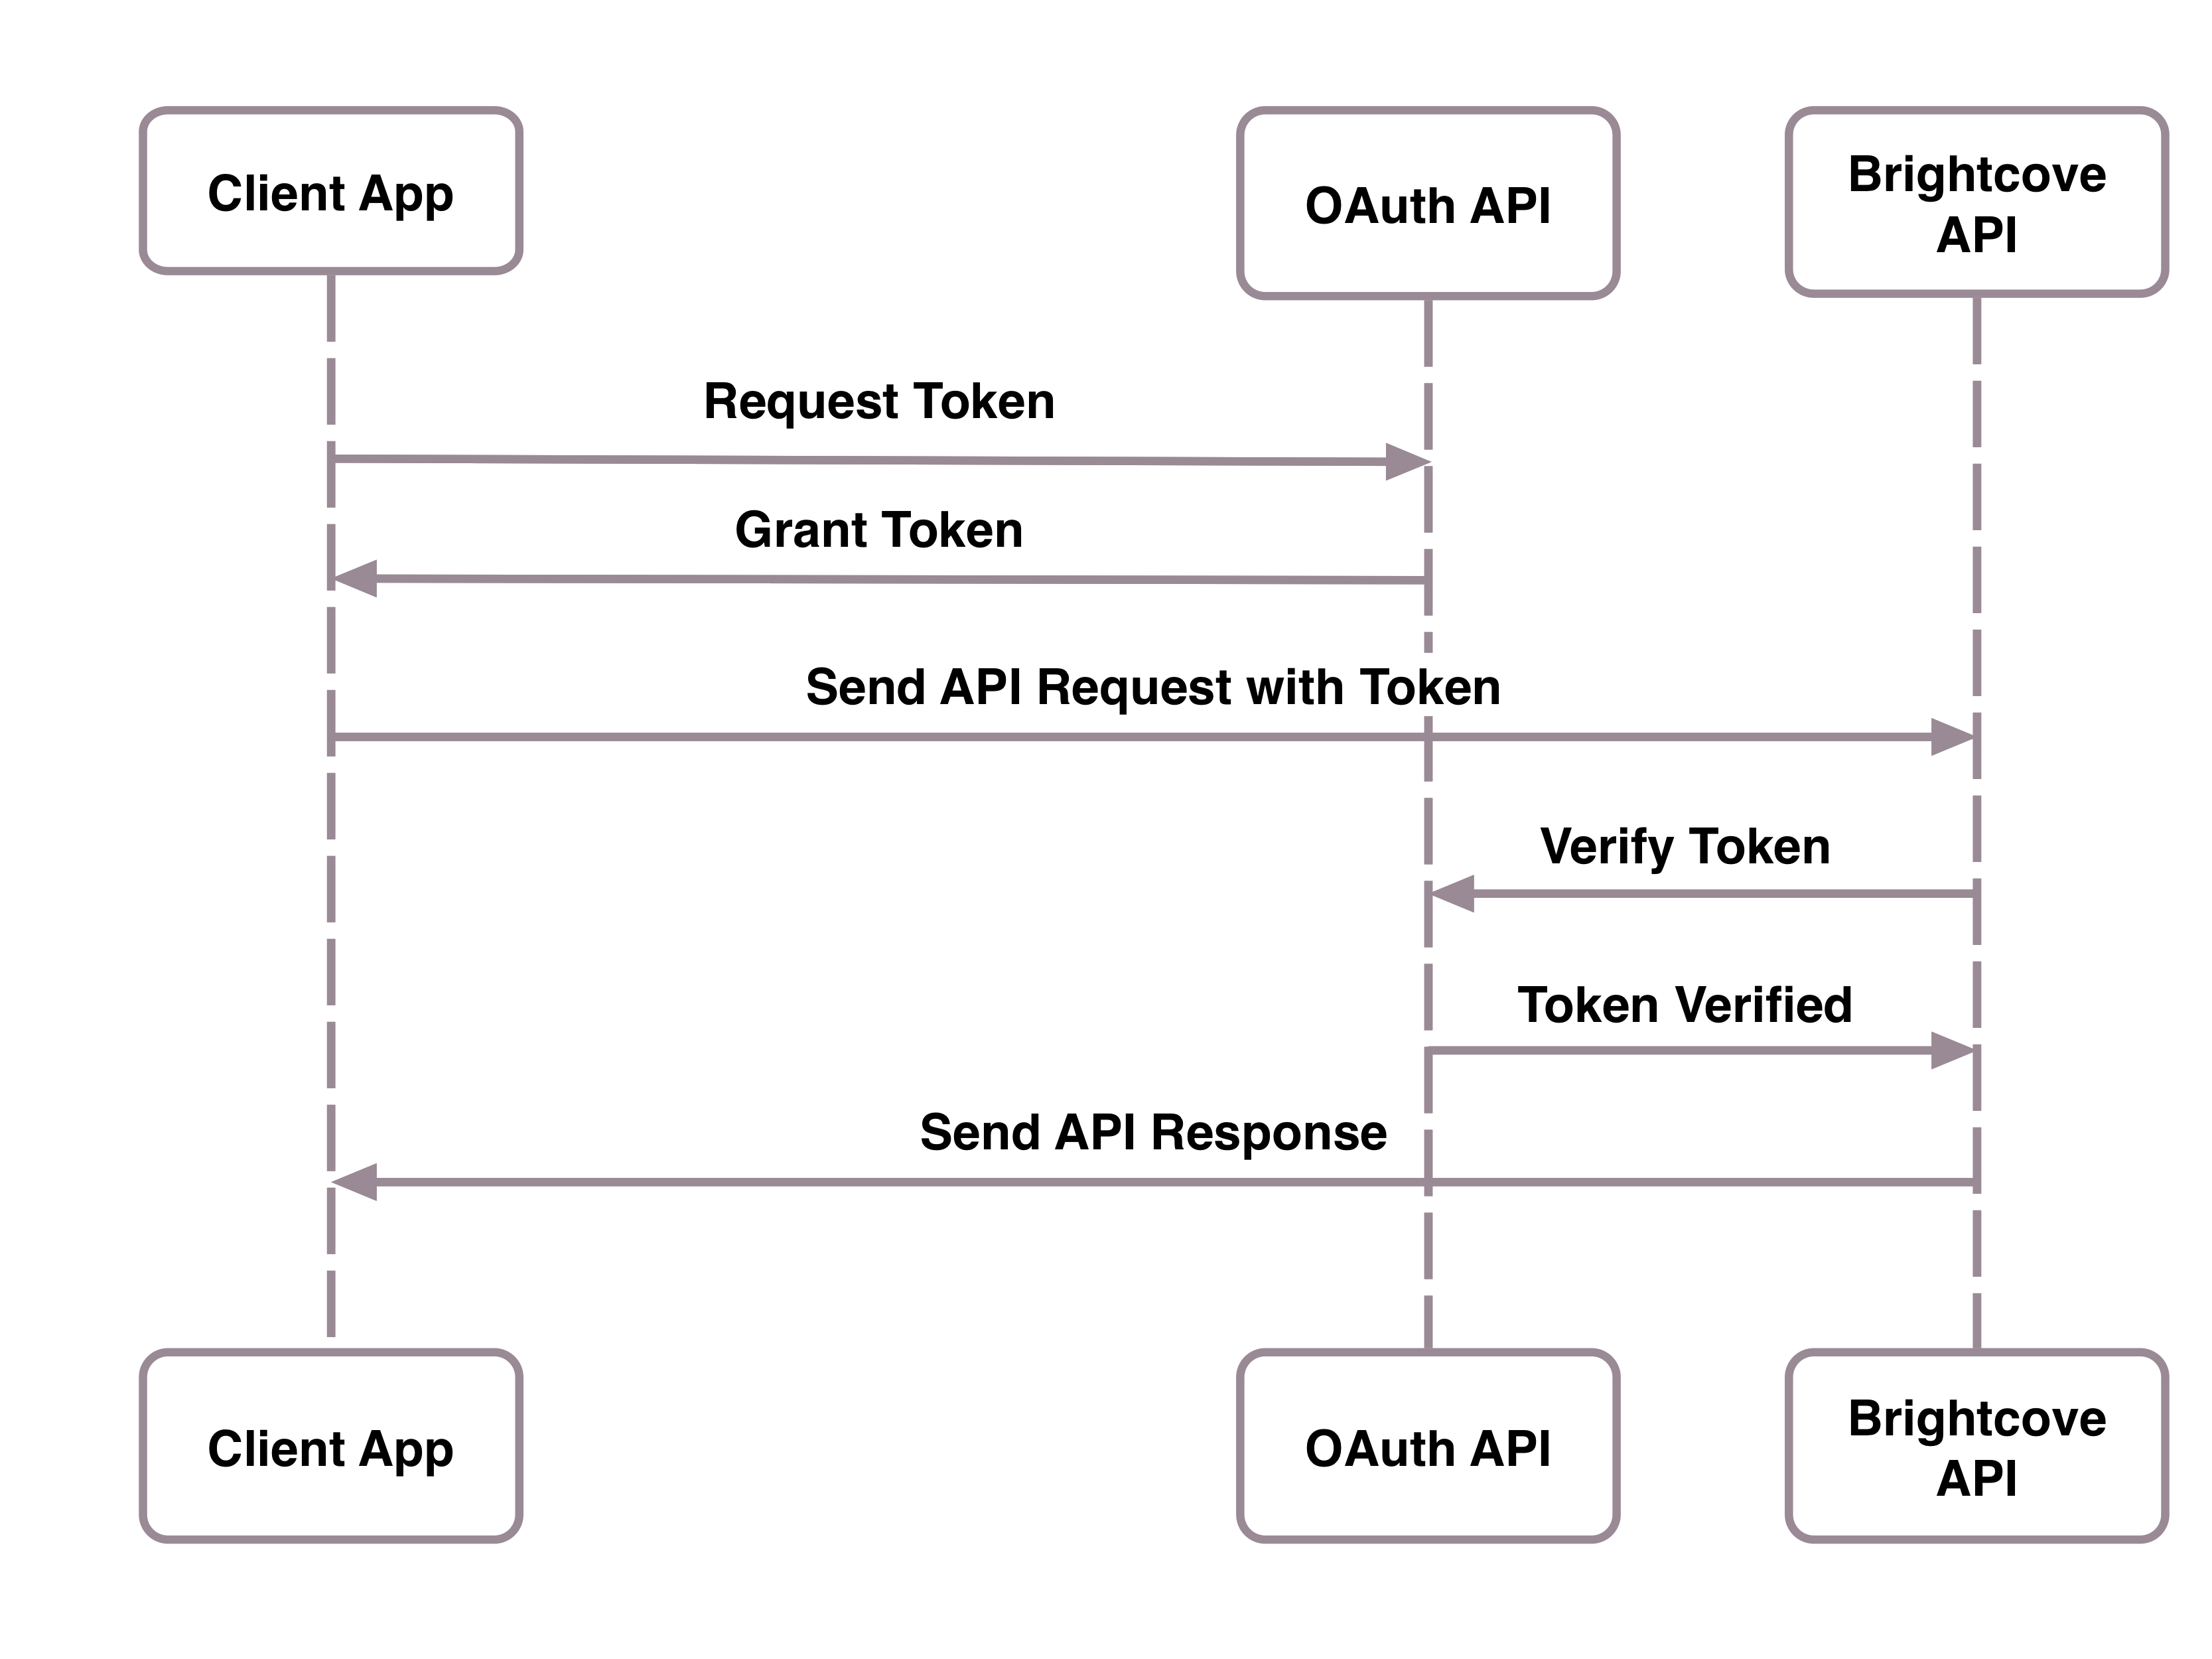 Client App
OAuth API
Brightcove
API
Request Token
Grant Token
Send API Request with Token
Verify Token
Token Verified
Send API Response
Client App
OAuth API
Brightcove
API